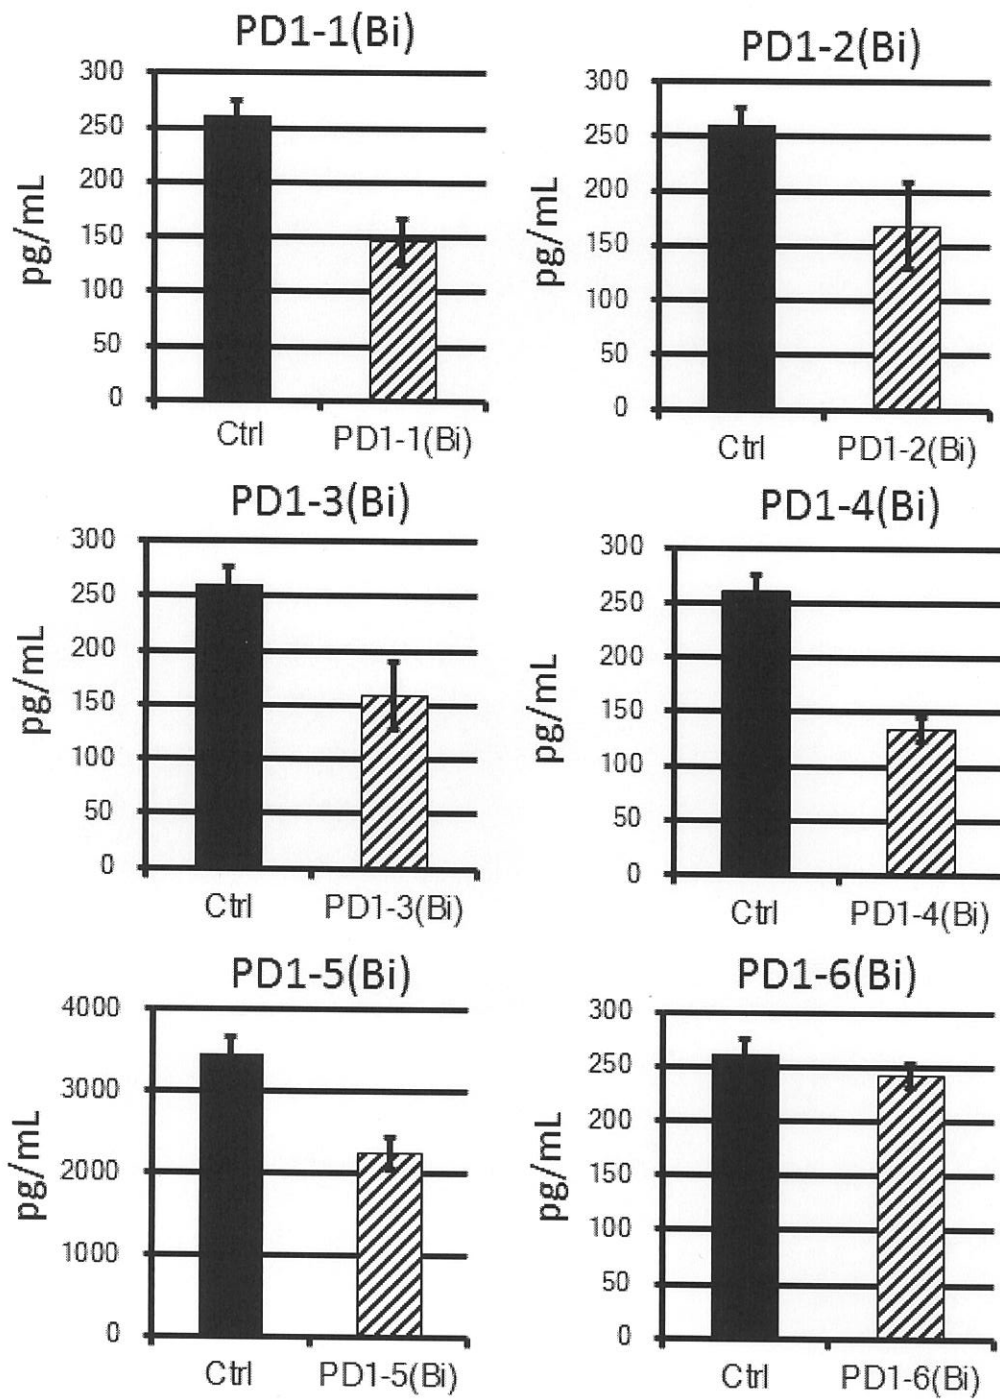 PD1-1(Bi)
300
250
200
150
100
50
0
pg/mL
Ctrl PD1-1(Bi)
PD1-2(Bi)
300
250
200
150
100
50
0
pg/mL
Ctrl PD1-2(Bi)
PD1-3(Bi)
300
250
200
150
100
50
0
pg/mL
Ctrl PD1-3(Bi)
PD1-4(Bi)
300
250
200
150
100
50
0
pg/mL
Ctrl PD1-4(Bi)
PD1-5(Bi)
4000
3000
2000
1000
0
pg/mL
Ctrl PD1-5(Bi)
PD1-6(Bi)
300
250
200
150
100
50
0
pg/mL
Ctrl PD1-6(Bi)